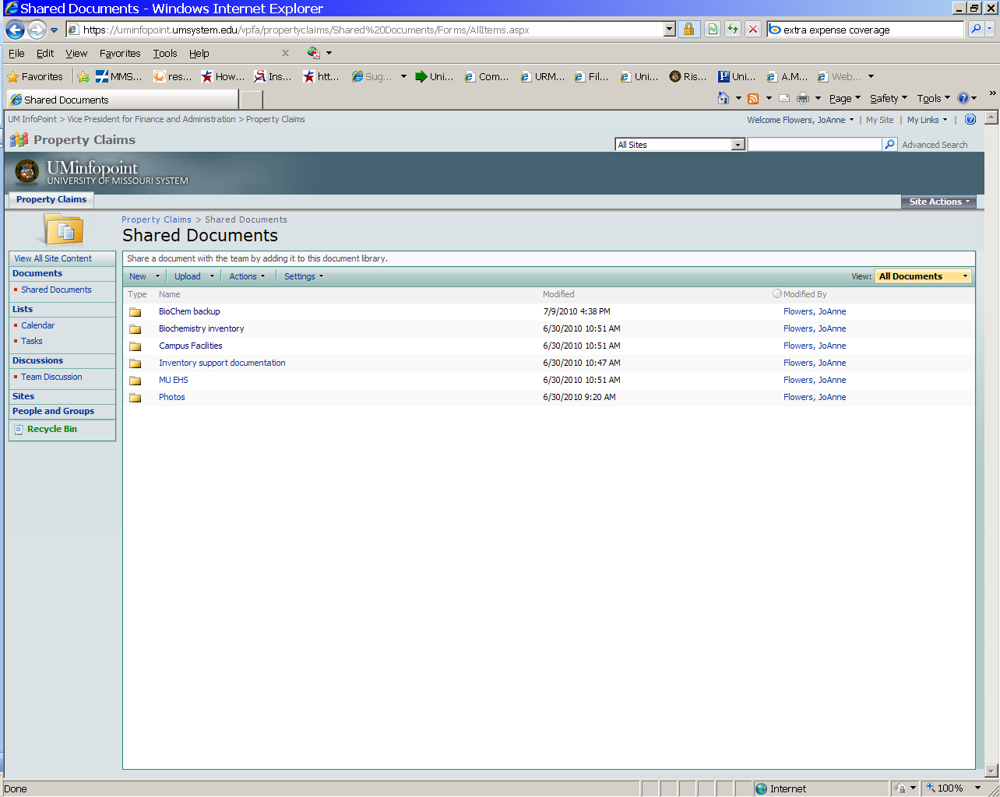 Shared Documents - Windows Internet Explorer
https://uminfopoint.umsystem.edu/vpfa/propertyclaims/Shared%20Documents/Forms/AllItems.aspx
extra expense coverage
File Edit View Favorites Tools Help x
Favorites MMS... res... How... Ins... htt... Sug... Uni... Com... URM... Fil... Uni... Ris... Uni... A.M... Web...
Shared Documents
Page Safety Tools »
UM InfoPoint > Vice President for Finance and Administration > Property Claims
Welcome Flowers, JoAnne | My Site | My Links |
Property Claims
All Sites
Advanced Search
UMinfopoint
UNIVERSITY OF MISSOURI SYSTEM
Property Claims
Site Actions
Property Claims > Shared Documents
Shared Documents
View All Site Content
Documents
Shared Documents
Lists
Calendar
Tasks
Discussions
Team Discussion
Sites
People and Groups
Recycle Bin
Share a document with the team by adding it to this document library.
New Upload Actions Settings View: All Documents
Type Name Modified Modified By
BioChem backup 7/9/2010 4:38 PM Flowers, JoAnne
Biochemistry inventory 6/30/2010 10:51 AM Flowers, JoAnne
Campus Facilities 6/30/2010 10:51 AM Flowers, JoAnne
Inventory support documentation 6/30/2010 10:47 AM Flowers, JoAnne
MU EHS 6/30/2010 10:51 AM Flowers, JoAnne
Photos 6/30/2010 9:20 AM Flowers, JoAnne
Done Internet 100%